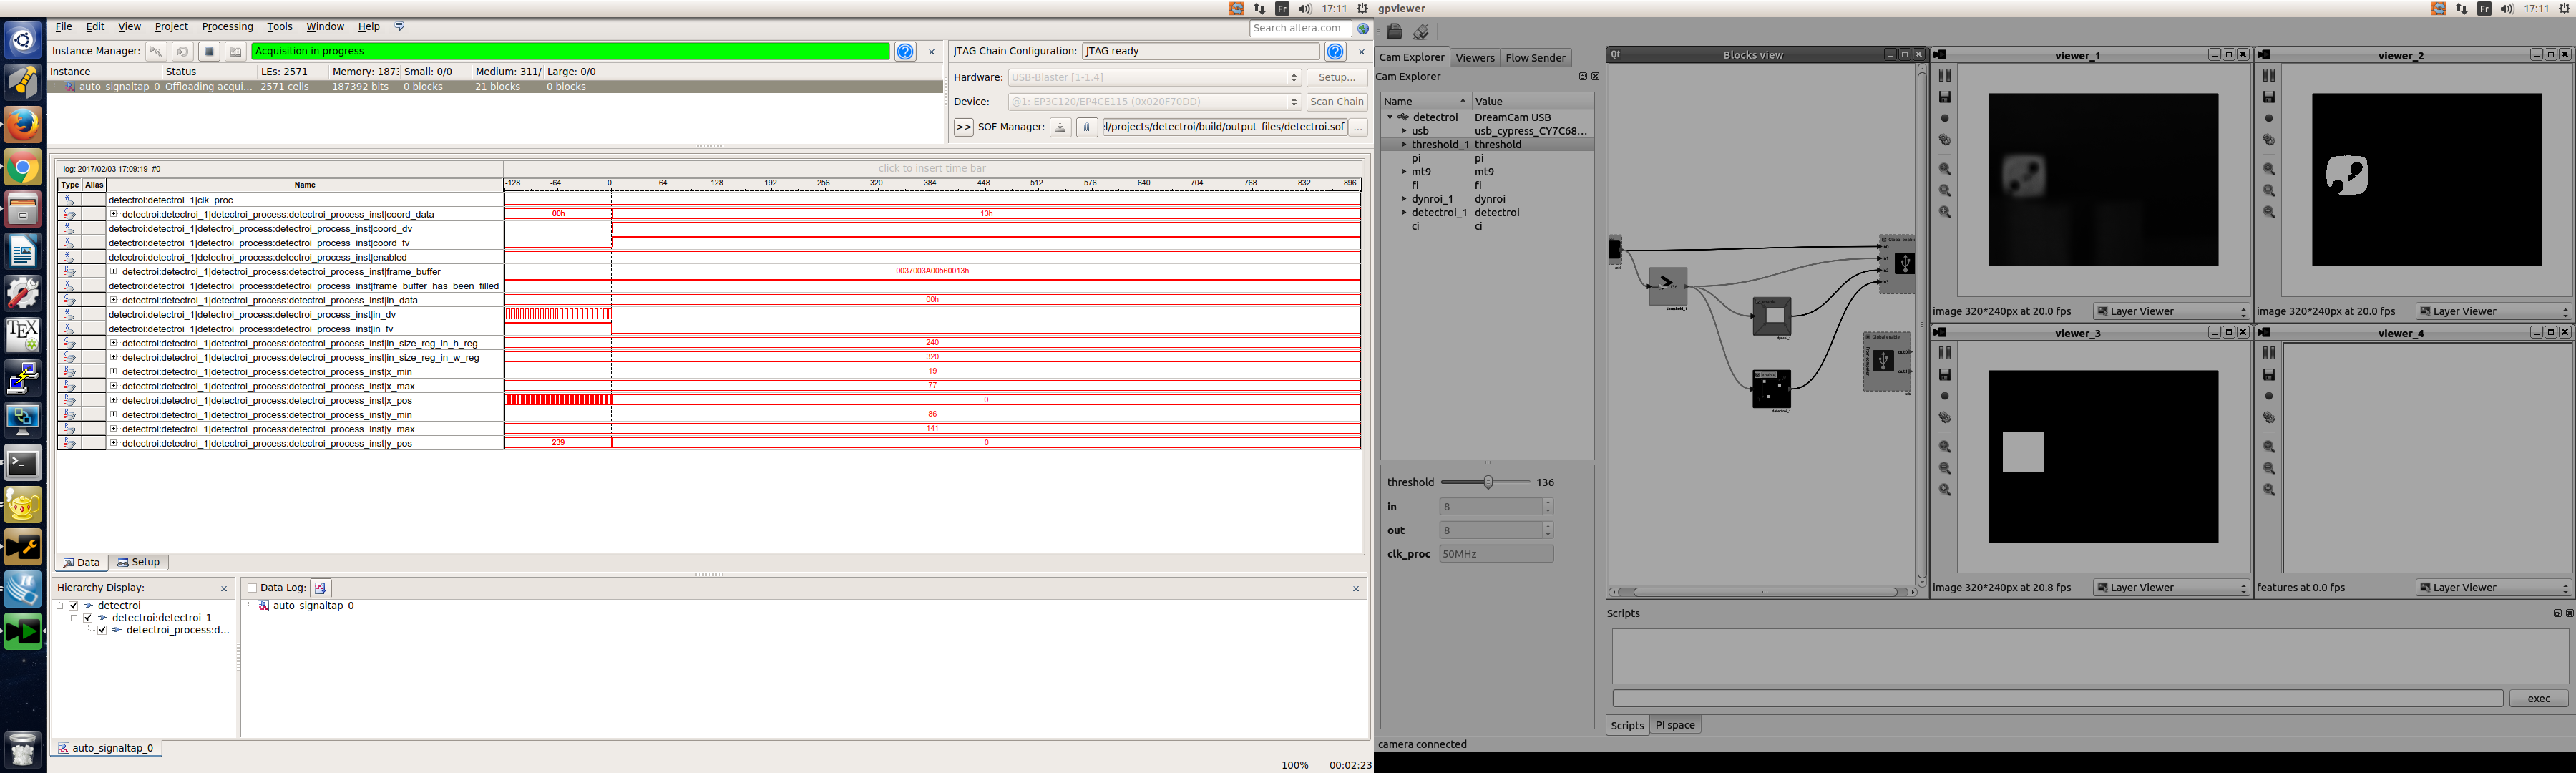 Fr 17:11
gpviewer
Fr 17:11
File Edit View Project Processing Tools Window Help
Search altera.com
Instance Manager: Acquisition in progress
JTAG Chain Configuration: JTAG ready
Instance Status LEs: 2571 Memory: 187: Small: 0/0 Medium: 311/ Large: 0/0
auto_signaltap_0 Offloading acqui... 2571 cells 187392 bits 0 blocks 21 blocks 0 blocks
Hardware: USB-Blaster [1-1.4] Setup...
Device: @1: EP3C120/EP4CE115 (0x020F70DD) Scan Chain
>> SOF Manager: l/projects/detectroi/build/output_files/detectroi.sof ...
log: 2017/02/03 17:09:19 #0
click to insert time bar
Type Alias Name -128 -64 0 64 128 192 256 320 384 448 512 576 640 704 768 832 896
detectroi:detectroi_1|clk_proc
detectroi:detectroi_1|detectroi_process:detectroi_process_inst|coord_data 00h 13h
detectroi:detectroi_1|detectroi_process:detectroi_process_inst|coord_dv
detectroi:detectroi_1|detectroi_process:detectroi_process_inst|coord_fv
detectroi:detectroi_1|detectroi_process:detectroi_process_inst|enabled
detectroi:detectroi_1|detectroi_process:detectroi_process_inst|frame_buffer 0037003A00560013h
detectroi:detectroi_1|detectroi_process:detectroi_process_inst|frame_buffer_has_been_filled
detectroi:detectroi_1|detectroi_process:detectroi_process_inst|in_data 00h
detectroi:detectroi_1|detectroi_process:detectroi_process_inst|in_dv
detectroi:detectroi_1|detectroi_process:detectroi_process_inst|in_fv
detectroi:detectroi_1|detectroi_process:detectroi_process_inst|in_size_reg_in_h_reg 240
detectroi:detectroi_1|detectroi_process:detectroi_process_inst|in_size_reg_in_w_reg 320
detectroi:detectroi_1|detectroi_process:detectroi_process_inst|x_min 19
detectroi:detectroi_1|detectroi_process:detectroi_process_inst|x_max 77
detectroi:detectroi_1|detectroi_process:detectroi_process_inst|x_pos 0
detectroi:detectroi_1|detectroi_process:detectroi_process_inst|y_min 86
detectroi:detectroi_1|detectroi_process:detectroi_process_inst|y_max 141
detectroi:detectroi_1|detectroi_process:detectroi_process_inst|y_pos 239 0
Data Setup
Hierarchy Display:
detectroi
detectroi:detectroi_1
detectroi_process:d...
Data Log:
auto_signaltap_0
auto_signaltap_0
100% 00:02:23
Cam Explorer Viewers Flow Sender
Cam Explorer
Name Value
detectroi DreamCam USB
usb usb_cypress_CY7C68...
threshold_1 threshold
pi pi
mt9 mt9
fi fi
dynroi_1 dynroi
detectroi_1 detectroi
ci ci
threshold 136
in 8
out 8
clk_proc 50MHz
Qt Blocks view
Global enable
threshold_1
dynroi_1
Global enable
detectroi_1
viewer_1
image 320*240px at 20.0 fps Layer Viewer
viewer_2
image 320*240px at 20.0 fps Layer Viewer
viewer_3
image 320*240px at 20.8 fps Layer Viewer
viewer_4
features at 0.0 fps Layer Viewer
Scripts
exec
Scripts PI space
camera connected
TEX